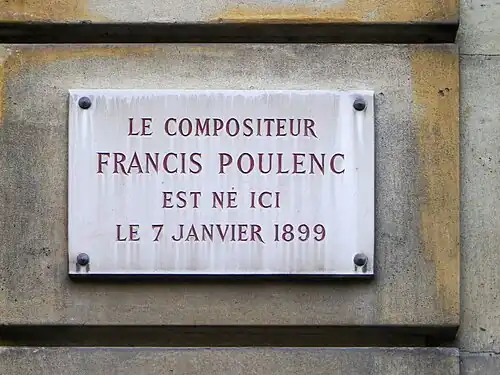 LE COMPOSITEUR
FRANCIS POULENC
EST NÉ ICI
LE 7 JANVIER 1899